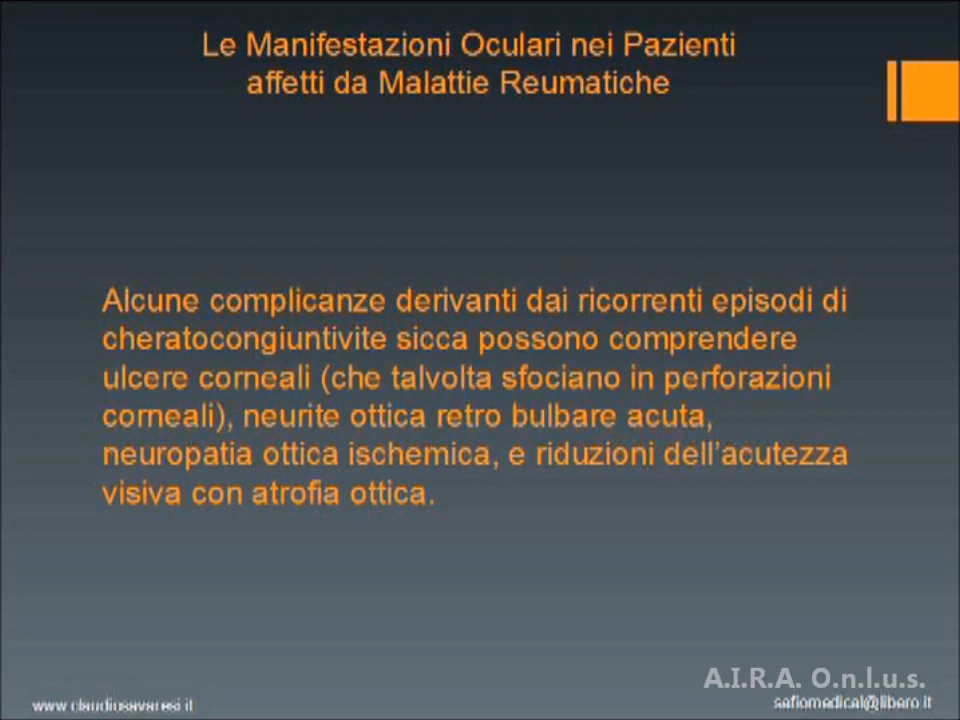 Le Manifestazioni Oculari nei Pazienti
affetti da Malattie Reumatiche
Alcune complicanze derivanti dai ricorrenti episodi di
cheratocongiuntivite sicca possono comprendere
ulcere corneali (che talvolta sfociano in perforazioni
corneali), neurite ottica retro bulbare acuta,
neuropatia ottica ischemica, e riduzioni dell'acutezza
visiva con atrofia ottica.
A.I.R.A. O.n.l.u.s.
www.claudiosavaresi.it
safiomedical@libero.it